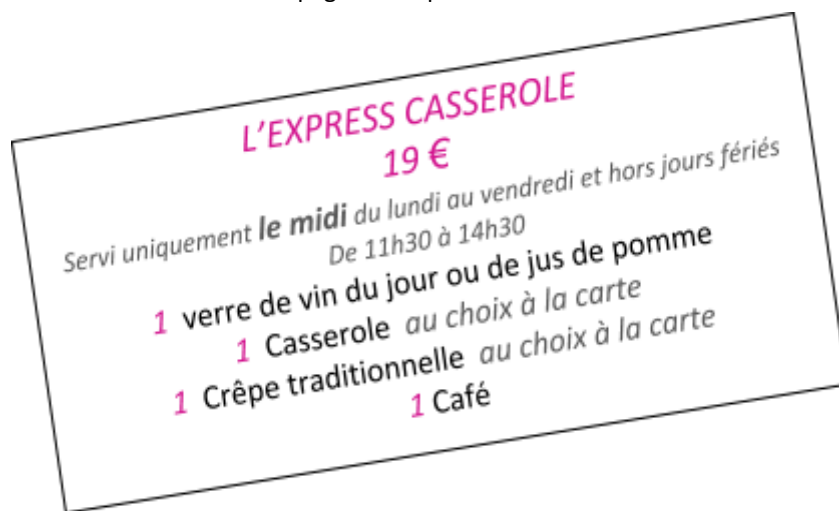 L'EXPRESS CASSEROLE
19 €
Servi uniquement le midi du lundi au vendredi et hors jours fériés
De 11h30 à 14h30
1 verre de vin du jour ou de jus de pomme
1 Casserole au choix à la carte
1 Crêpe traditionnelle au choix à la carte
1 Café